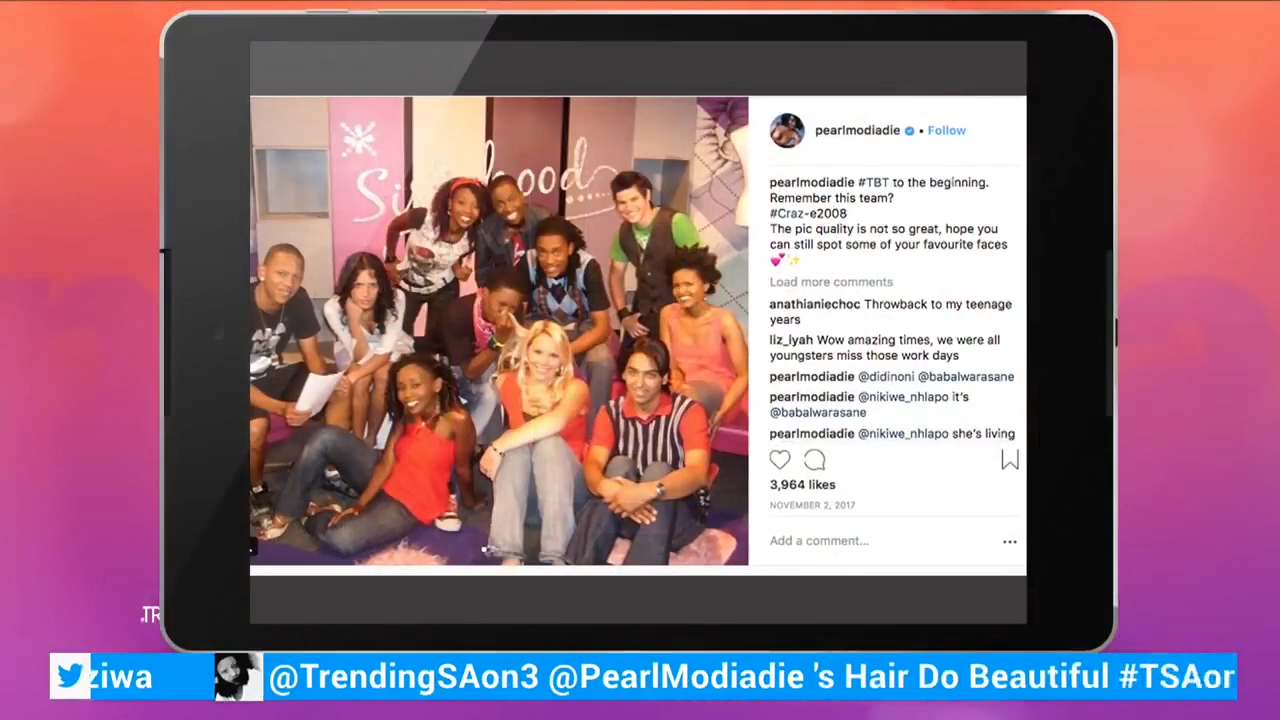 pearlmodiadie • Follow
pearlmodiadie #TBT to the beginning.
Remember this team?
#Craz-e2008
The pic quality is not so great, hope you
can still spot some of your favourite faces
Load more comments
anathianiechoc Throwback to my teenage
years
liz_iyah Wow amazing times, we were all
youngsters miss those work days
pearlmodiadie @didinoni @babalwarasane
pearlmodiadie @nikiwe_nhlapo it's
@babalwarasane
pearlmodiadie @nikiwe_nhlapo she's living
3,964 likes
NOVEMBER 2, 2017
Add a comment...
.TR
ziwa
@TrendingSAon3 @PearlModiadie 's Hair Do Beautiful #TSAor